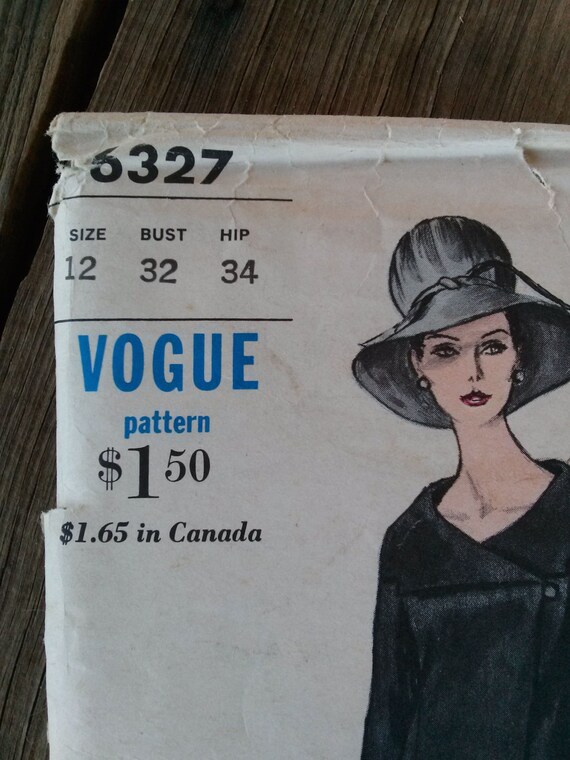 6327
SIZE BUST HIP
12 32 34
VOGUE
pattern
$1.50
$1.65 in Canada